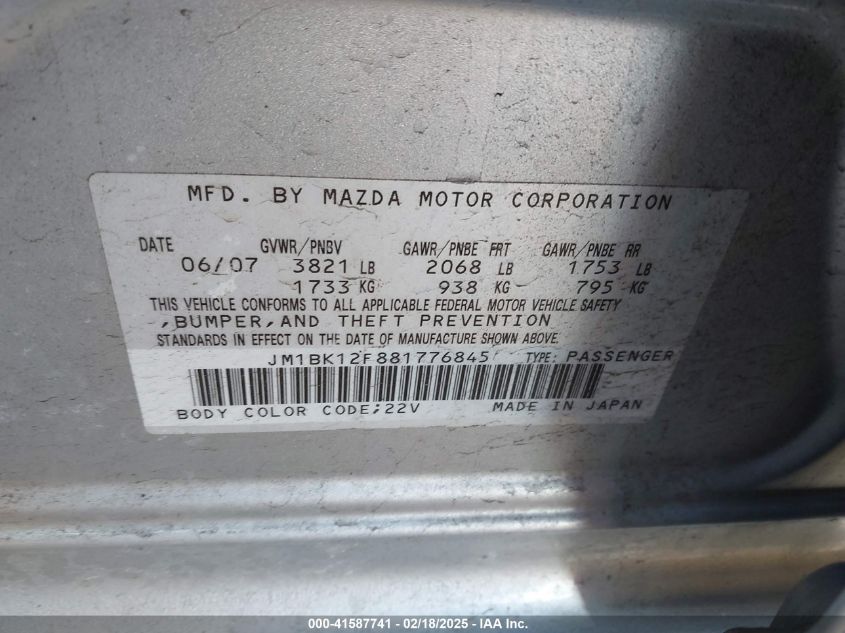 MFD. BY MAZDA MOTOR CORPORATION
DATE GVWR/PNBV GAWR/PNBE FRT GAWR/PNBE RR
06/07 3821 LB 2068 LB 1753 LB
1733 KG 938 KG 795 KG
THIS VEHICLE CONFORMS TO ALL APPLICABLE FEDERAL MOTOR VEHICLE SAFETY
,BUMPER,AND THEFT PREVENTION
STANDARDS IN EFFECT ON THE DATE OF MANUFACTURE SHOWN ABOVE.
JM1BK12F881776845 TYPE: PASSENGER
BODY COLOR CODE;22V MADE IN JAPAN
000-41587741 - 02/18/2025 - IAA Inc.